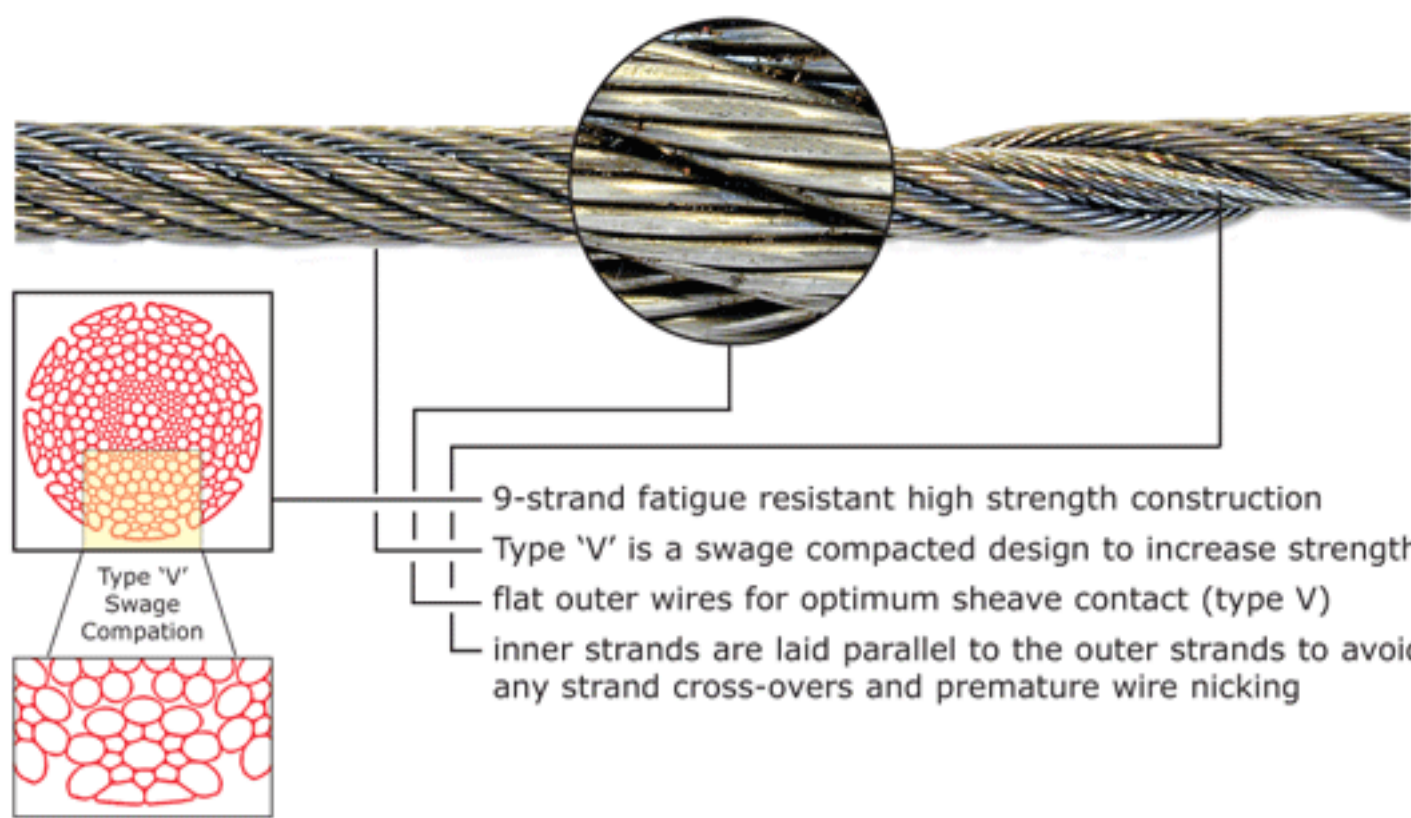 9-strand fatigue resistant high strength construction
Type ‘V’ is a swage compacted design to increase strength
flat outer wires for optimum sheave contact (type V)
inner strands are laid parallel to the outer strands to avoid
any strand cross-overs and premature wire nicking
Type ‘V’
Swage
Compation